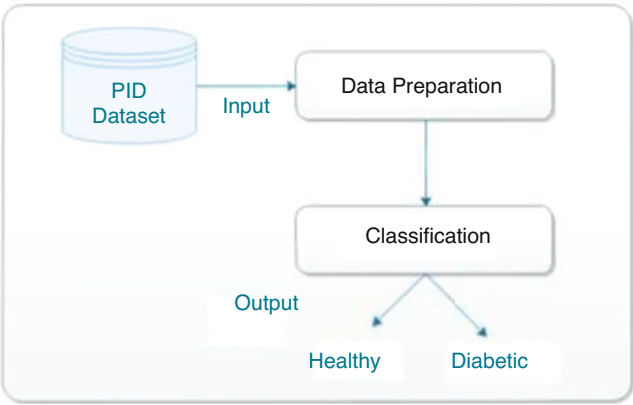 PID
Dataset
Input
Data Preparation
Classification
Output
Healthy
Diabetic